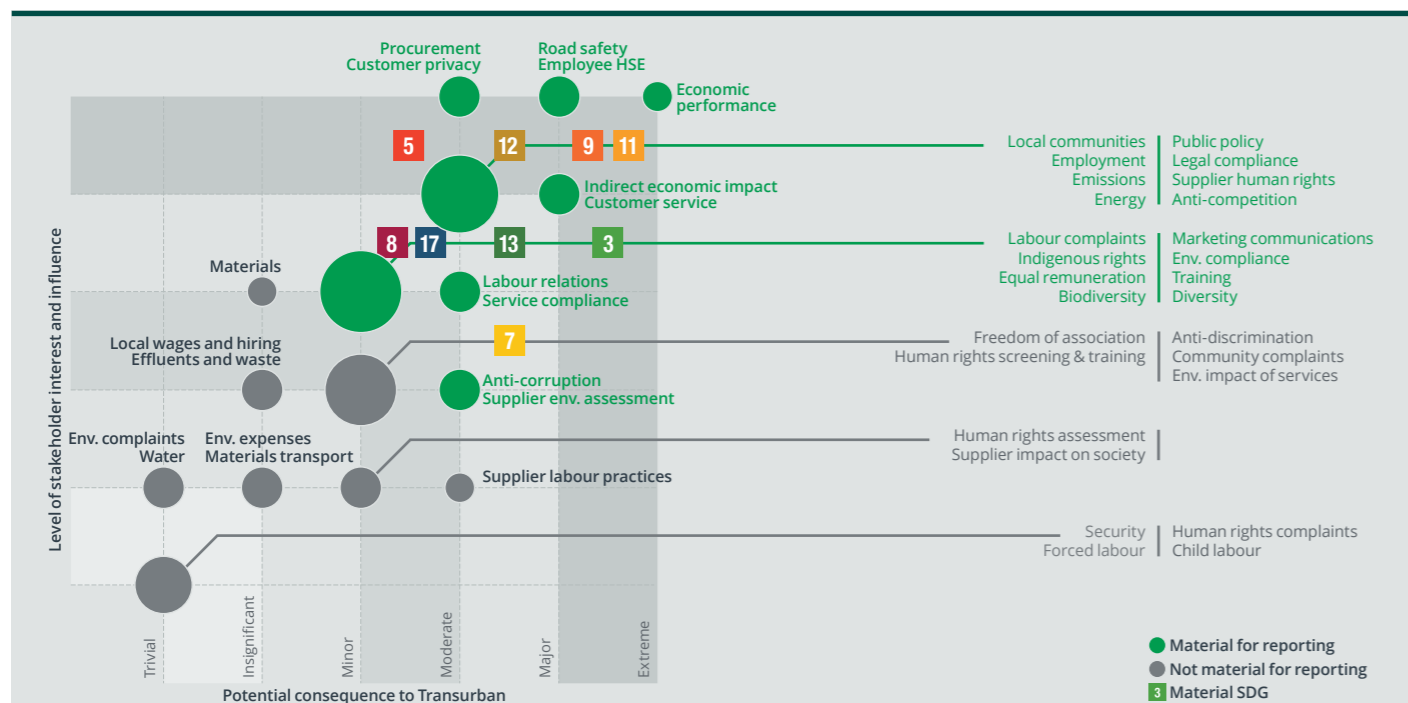 Procurement
Customer privacy
Road safety
Employee HSE
Economic
performance
5
12
9
11
Local communities
Employment
Emissions
Energy
Public policy
Legal compliance
Supplier human rights
Anti-competition
Indirect economic impact
Customer service
8
17
13
3
Labour complaints
Indigenous rights
Equal remuneration
Biodiversity
Marketing communications
Env. compliance
Training
Diversity
Materials
Labour relations
Service compliance
7
Freedom of association
Human rights screening & training
Anti-discrimination
Community complaints
Env. impact of services
Local wages and hiring
Effluents and waste
Anti-corruption
Supplier env. assessment
Env. complaints
Water
Env. expenses
Materials transport
Supplier labour practices
Human rights assessment
Supplier impact on society
Security
Forced labour
Human rights complaints
Child labour
Level of stakeholder interest and influence
Trivial
Insignificant
Minor
Moderate
Major
Extreme
Potential consequence to Transurban
Material for reporting
Not material for reporting
3 Material SDG